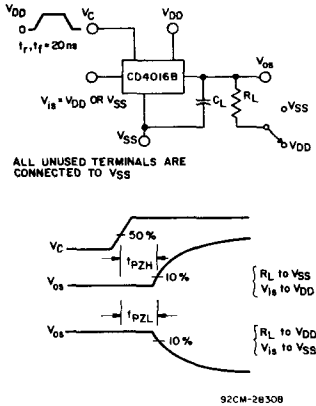 VDD
0
tr, tf = 20 ns
VC
VDD
CD4016B
Vis = VDD OR VSS
VSS
CL
RL
Vos
VSS
VDD
ALL UNUSED TERMINALS ARE
CONNECTED TO VSS
VC
50 %
tPZH
Vos
10 %
RL to VSS
Vis to VDD
tPZL
Vos
10 %
RL to VDD
Vis to VSS
92CM-28308